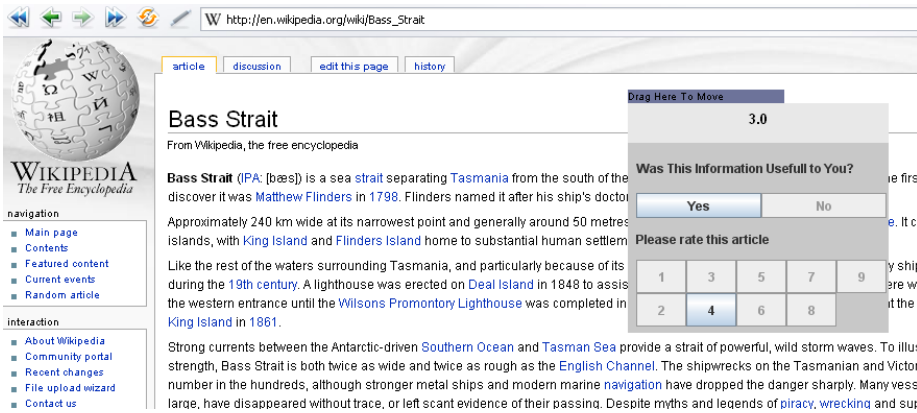 http://en.wikipedia.org/wiki/Bass_Strait
article discussion edit this page history
Drag Here To Move
3.0
Was This Information Usefull to You?
Yes No
Please rate this article
1 3 5 7 9
2 4 6 8
WIKIPEDIA
The Free Encyclopedia
navigation
Main page
Contents
Featured content
Current events
Random article
interaction
About Wikipedia
Community portal
Recent changes
File upload wizard
Contact us
Bass Strait
From Wikipedia, the free encyclopedia
Bass Strait (IPA: [bæs]) is a sea strait separating Tasmania from the south of the
discover it was Matthew Flinders in 1798. Flinders named it after his ship's
Approximately 240 km wide at its narrowest point and generally around 50 metres
islands, with King Island and Flinders Island home to substantial human
Like the rest of the waters surrounding Tasmania, and particularly because of its
during the 19th century. A lighthouse was erected on Deal Island in 1848 to
the western entrance until the Wilsons Promontory Lighthouse was completed in the
King Island in 1861.
Strong currents between the Antarctic-driven Southern Ocean and Tasman Sea provide a strait of powerful, wild storm waves. To
strength, Bass Strait is both twice as wide and twice as rough as the English Channel. The shipwrecks on the Tasmanian and
number in the hundreds, although stronger metal ships and modern marine navigation have dropped the danger sharply. Many
large, have disappeared without trace, or left scant evidence of their passing. Despite myths and legends of piracy, wrecking and